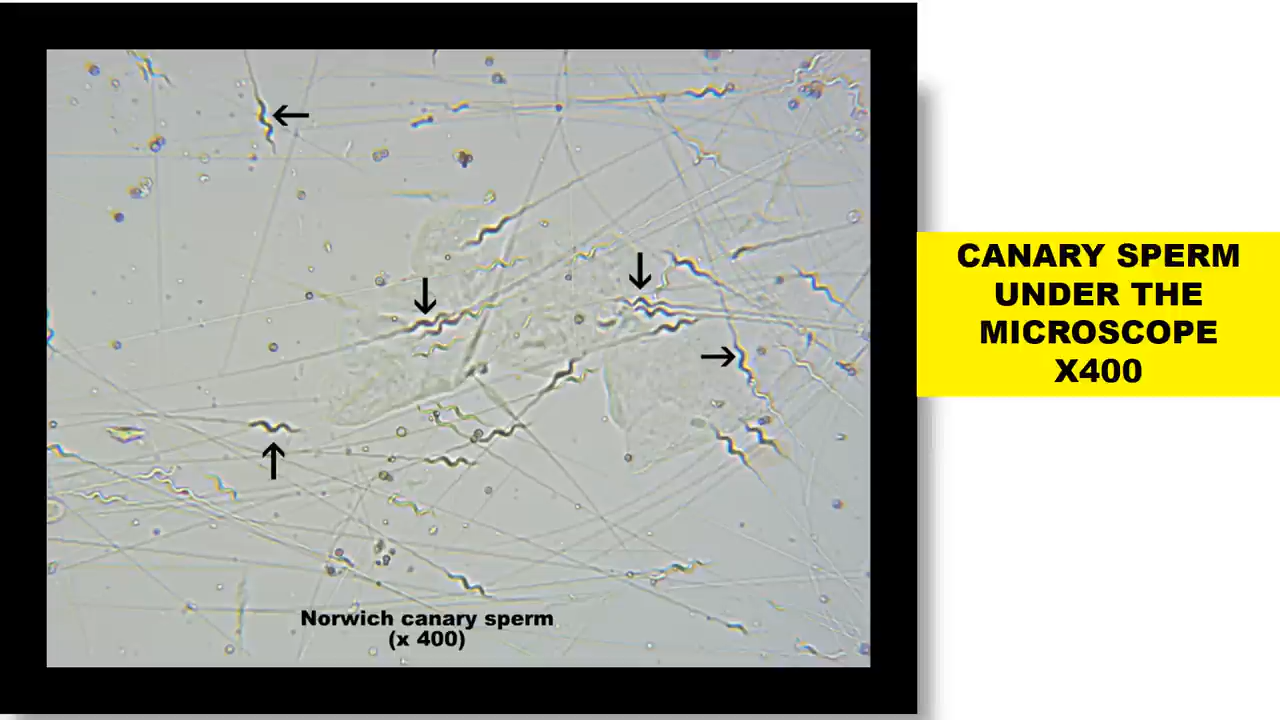 Norwich canary sperm
(x 400)
CANARY SPERM
UNDER THE
MICROSCOPE
X400